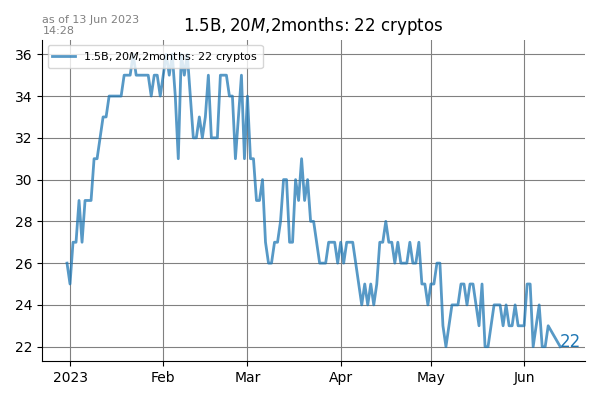 as of 13 Jun 2023
14:28
1.5B, 20M,2months: 22 cryptos
1.5B, 20M,2months: 22 cryptos
36
34
32
30
28
26
24
22
22
2023 Feb Mar Apr May Jun